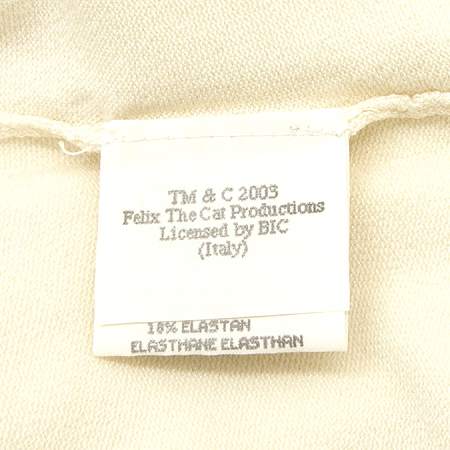 TM & C 2003
Felix The Cat Productions
Licensed by BIC
(Italy)
18% ELASTAN
ELASTHANE ELASTHAN